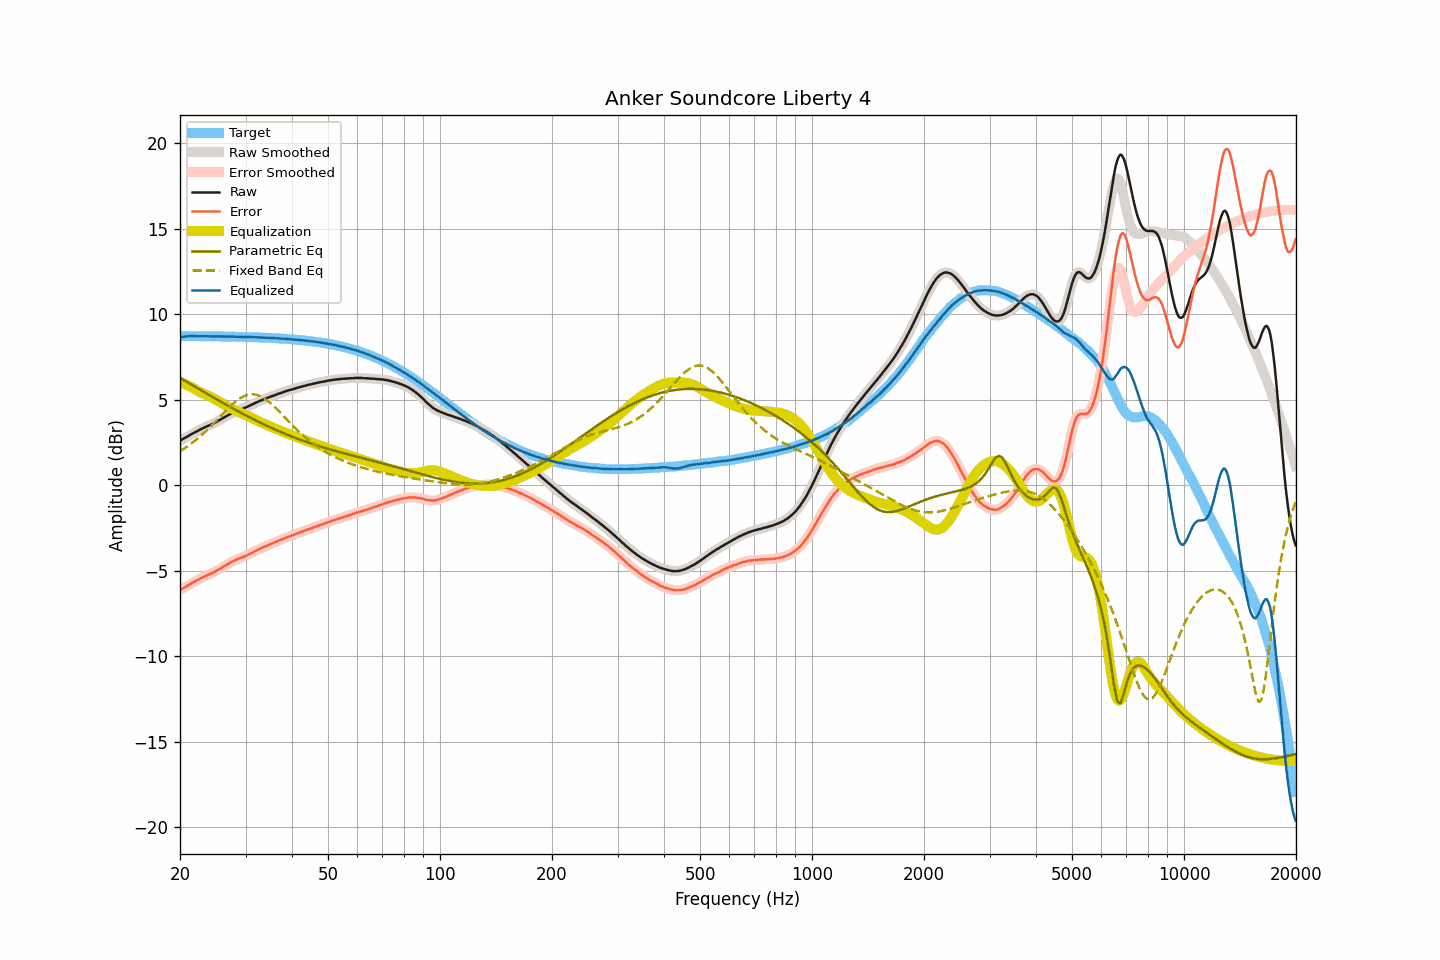 Anker Soundcore Liberty 4
Target
Raw Smoothed
Error Smoothed
Raw
Error
Equalization
Parametric Eq
Fixed Band Eq
Equalized
20
15
10
5
0
−5
−10
−15
−20
Amplitude (dBr)
20 50 100 200 500 1000 2000 5000 10000 20000
Frequency (Hz)